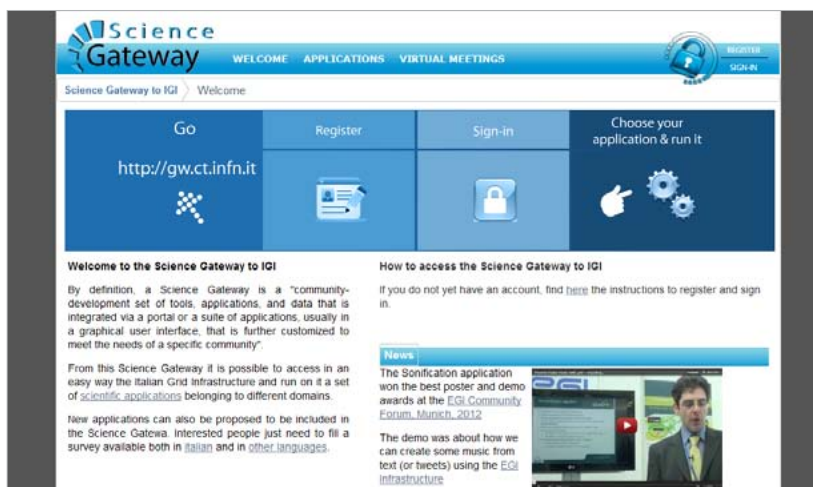 Science
Gateway
WELCOME APPLICATIONS VIRTUAL MEETINGS
REGISTER
SIGN-IN
Science Gateway to IGI Welcome
Go
http://gw.ct.infn.it
Register
Sign-in
Choose your
application & run it
Welcome to the Science Gateway to IGI
By definition, a Science Gateway is a "community-
development set of tools, applications, and data that is
integrated via a portal or a suite of applications, usually in
a graphical user interface, that is further customized to
meet the needs of a specific community".
From this Science Gateway it is possible to access in an
easy way the Italian Grid Infrastructure and run on it a set
of scientific applications belonging to different domains.
New applications can also be proposed to be included in
the Science Gatewa. Interested people just need to fill a
survey available both in italian and in other languages.
How to access the Science Gateway to IGI
If you do not yet have an account, find here the instructions to register and sign
in.
News
The Sonification application
won the best poster and demo
awards at the EGI Community
Forum, Munich, 2012
The demo was about how we
can create some music from
text (or tweets) using the EGI
infrastructure